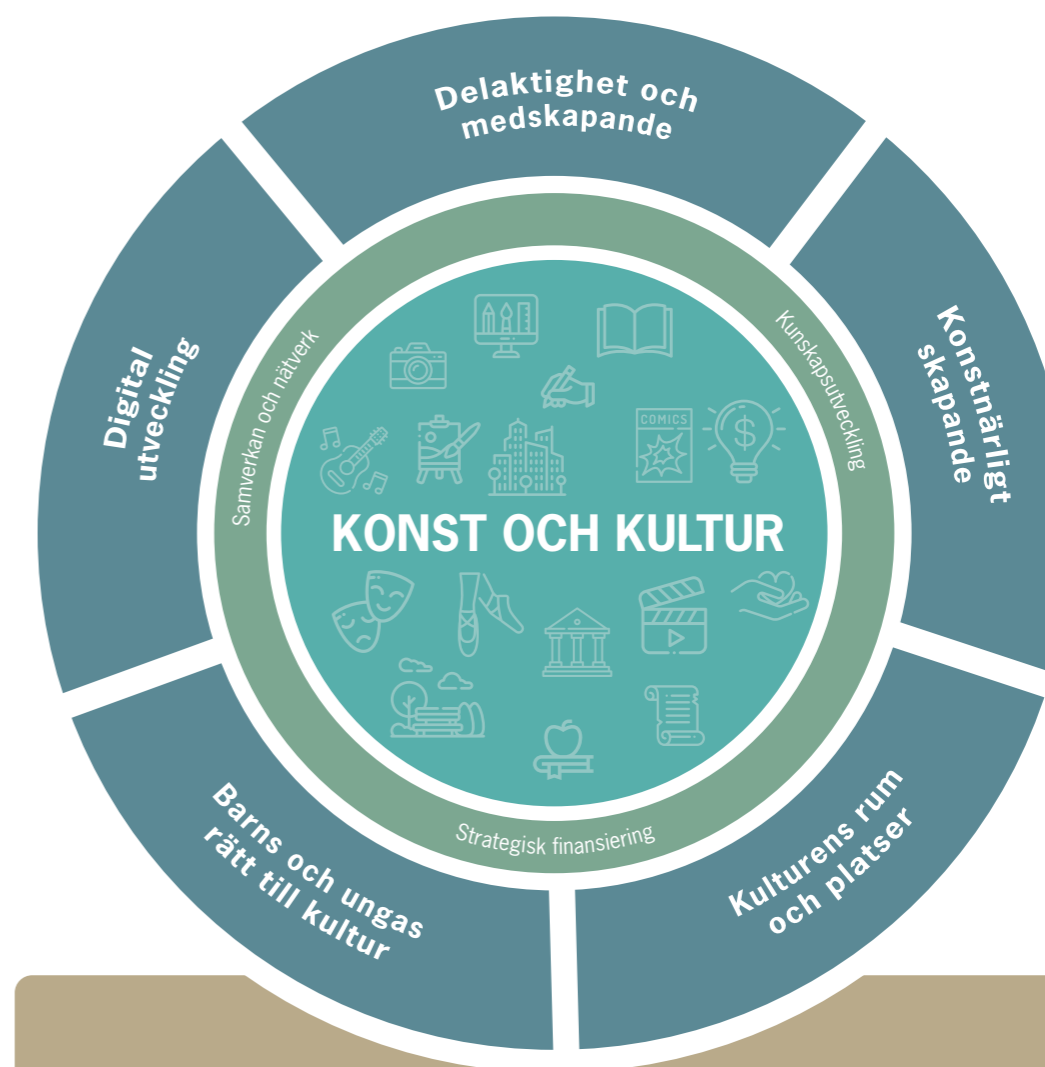 Delaktighet och
medskapande
Konstnärligt
skapande
Kulturens rum
och platser
Barns och ungas
rätt till kultur
Digital
utveckling
Samverkan och nätverk
Kunskapsutveckling
Strategisk finansiering
COMICS
$
KONST OCH KULTUR